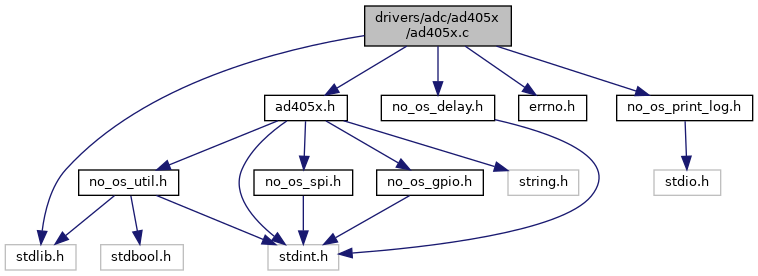 drivers/adc/ad405x
/ad405x.c
ad405x.h
no_os_delay.h
errno.h
no_os_print_log.h
no_os_util.h
no_os_spi.h
no_os_gpio.h
string.h
stdio.h
stdlib.h
stdbool.h
stdint.h